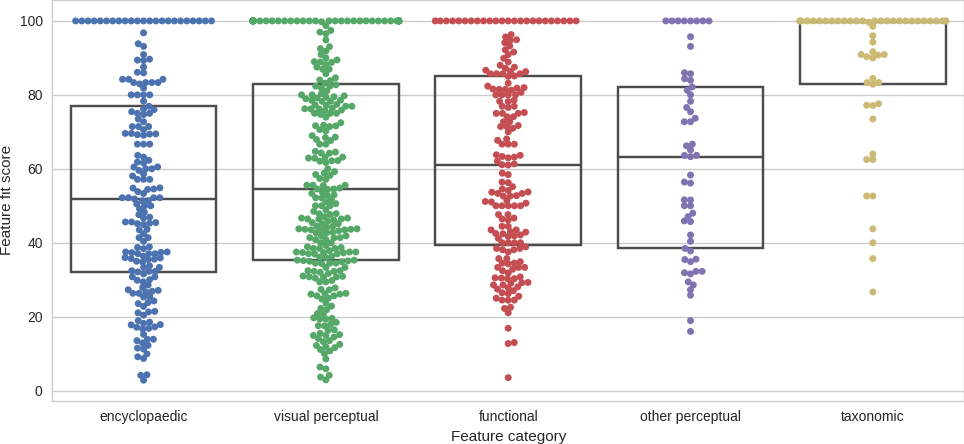 Feature fit score
100
80
60
40
20
0
encyclopaedic
visual perceptual
functional
other perceptual
taxonomic
Feature category